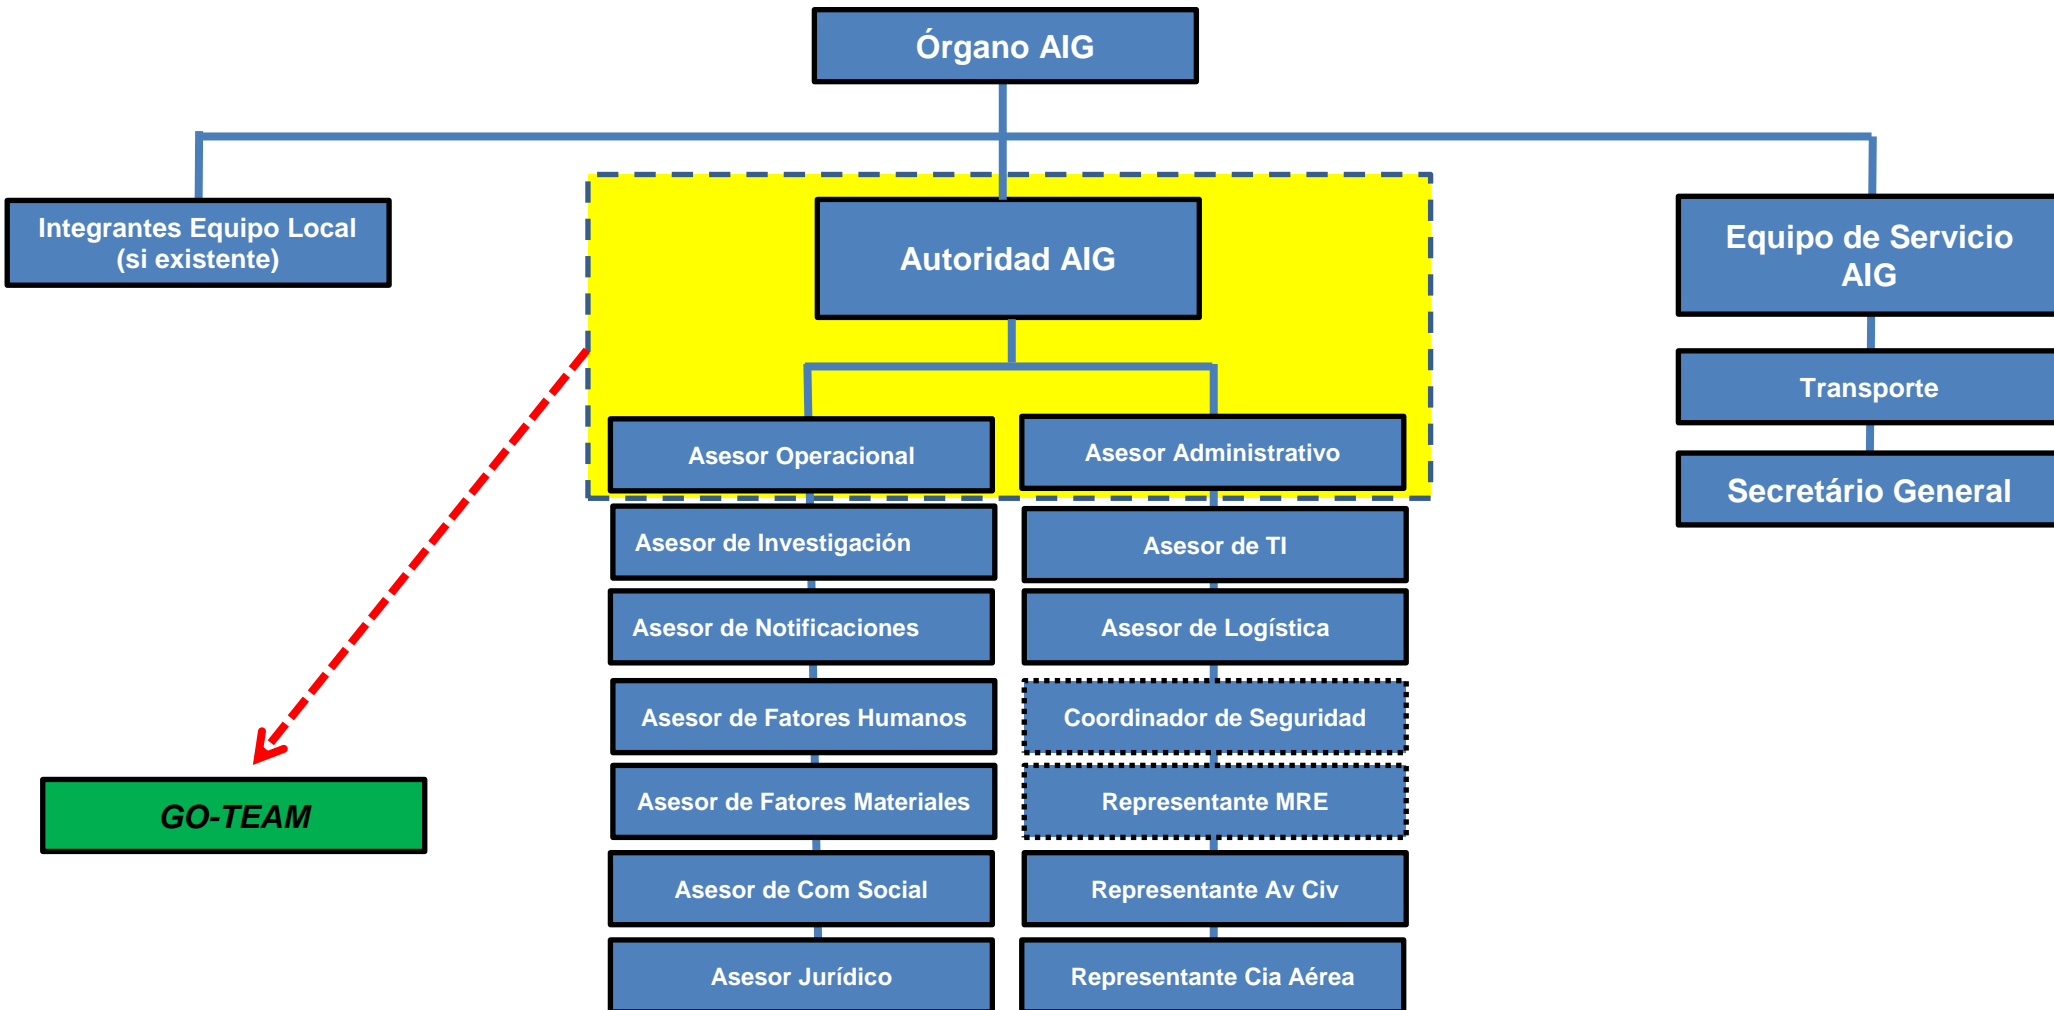 Órgano AIG
Integrantes Equipo Local
(si existente)
Autoridad AIG
Equipo de Servicio
AIG
Transporte
Secretário General
Asesor Operacional
Asesor Administrativo
Asesor de Investigación
Asesor de TI
Asesor de Notificaciones
Asesor de Logística
Asesor de Fatores Humanos
Coordinador de Seguridad
Asesor de Fatores Materiales
Representante MRE
GO-TEAM
Asesor de Com Social
Representante Av Civ
Asesor Jurídico
Representante Cia Aérea